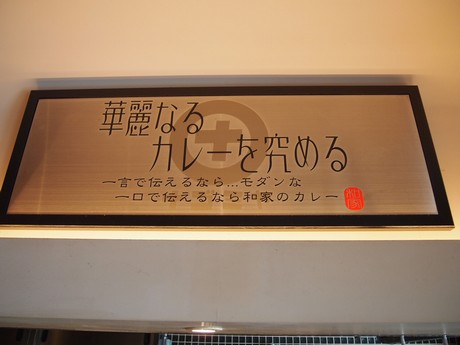 華麗なる
カレーを究める
一言で伝えるなら...モダンな
一口で伝えるなら和家のカレー